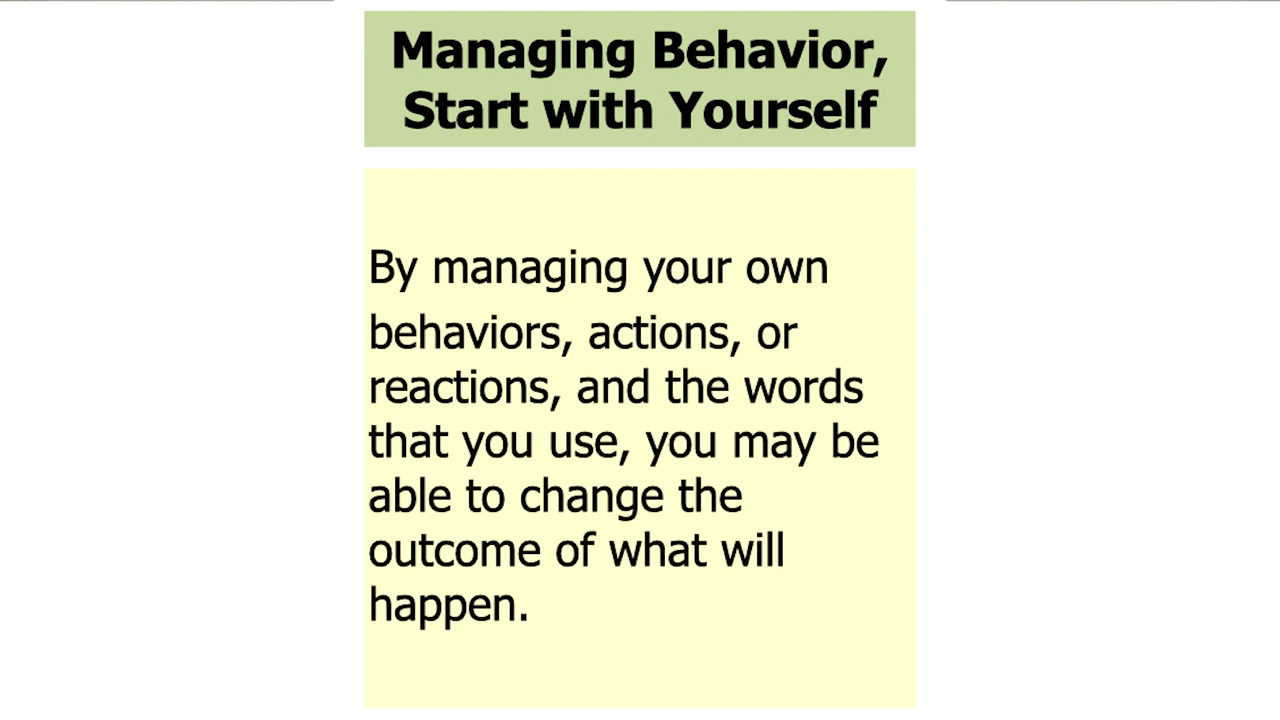 Managing Behavior,
Start with Yourself
By managing your own
behaviors, actions, or
reactions, and the words
that you use, you may be
able to change the
outcome of what will
happen.